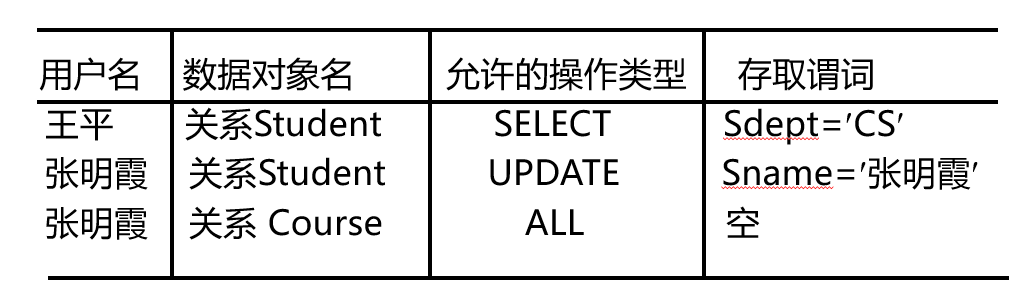 用户名 数据对象名 允许的操作类型 存取谓词
王平 关系Student SELECT Sdept='CS'
张明霞 关系Student UPDATE Sname='张明霞'
张明霞 关系 Course ALL 空